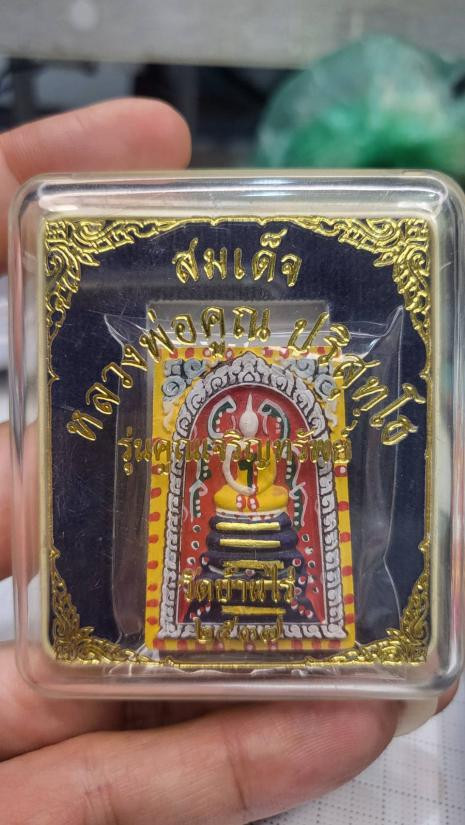 สมเด็จ
หลวงพ่อคูณ ปริสุทฺโธ
รุ่นคูณเจริญทรัพย์
วัดบ้านไร่
๒๕๓๗